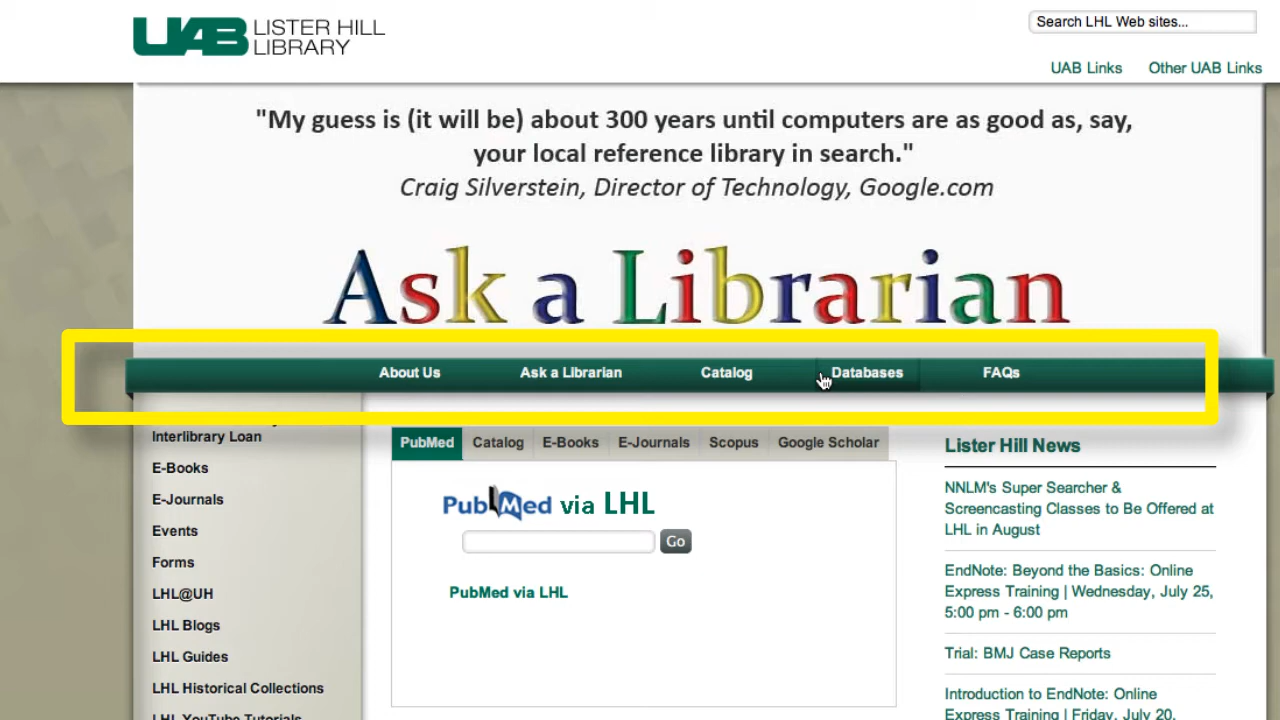 UAB LISTER HILL
LIBRARY
Search LHL Web sites...
UAB Links Other UAB Links
"My guess is (it will be) about 300 years until computers are as good as, say,
your local reference library in search."
Craig Silverstein, Director of Technology, Google.com
Ask a Librarian
About Us Ask a Librarian Catalog Databases FAQs
Interlibrary Loan
E-Books
E-Journals
Events
Forms
LHL@UH
LHL Blogs
LHL Guides
LHL Historical Collections
LHL YouTube Tutorials
PubMed Catalog E-Books E-Journals Scopus Google Scholar
PubMed via LHL
Go
PubMed via LHL
Lister Hill News
NNLM's Super Searcher &
Screencasting Classes to Be Offered at
LHL in August
EndNote: Beyond the Basics: Online
Express Training | Wednesday, July 25,
5:00 pm - 6:00 pm
Trial: BMJ Case Reports
Introduction to EndNote: Online
Express Training | Friday, July 20,